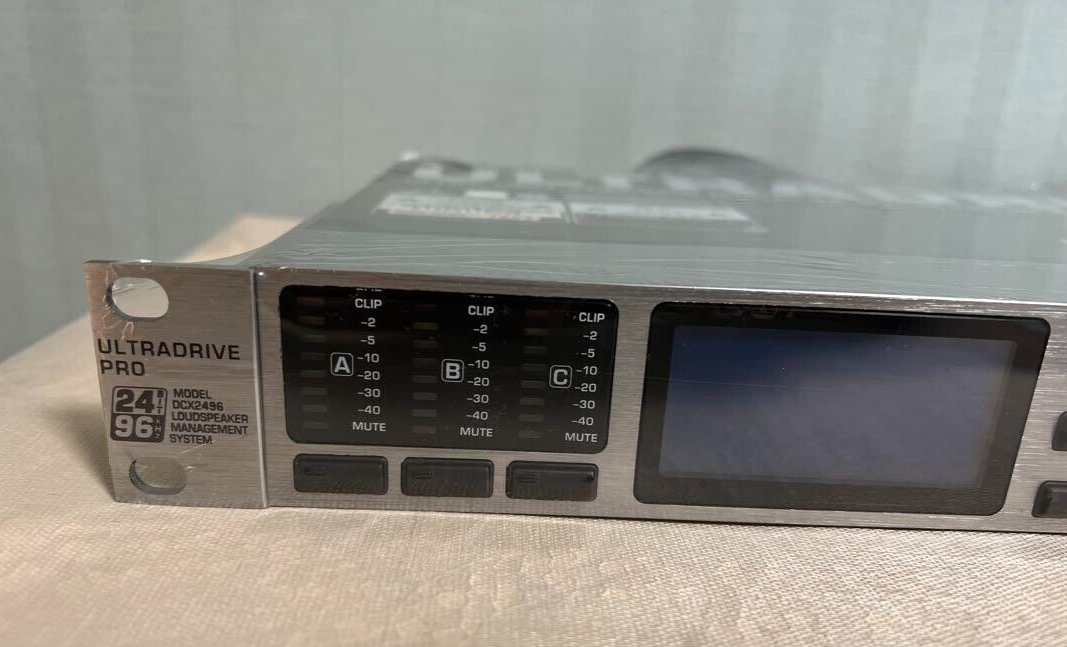 ULTRADRIVE
PRO
24 BIT
96 kHz
MODEL
DCX2496
LOUDSPEAKER
MANAGEMENT
SYSTEM
CLIP
-2
-5
-10
-20
-30
-40
MUTE
A
CLIP
-2
-5
-10
-20
-30
-40
MUTE
B
CLIP
-2
-5
-10
-20
-30
-40
MUTE
C